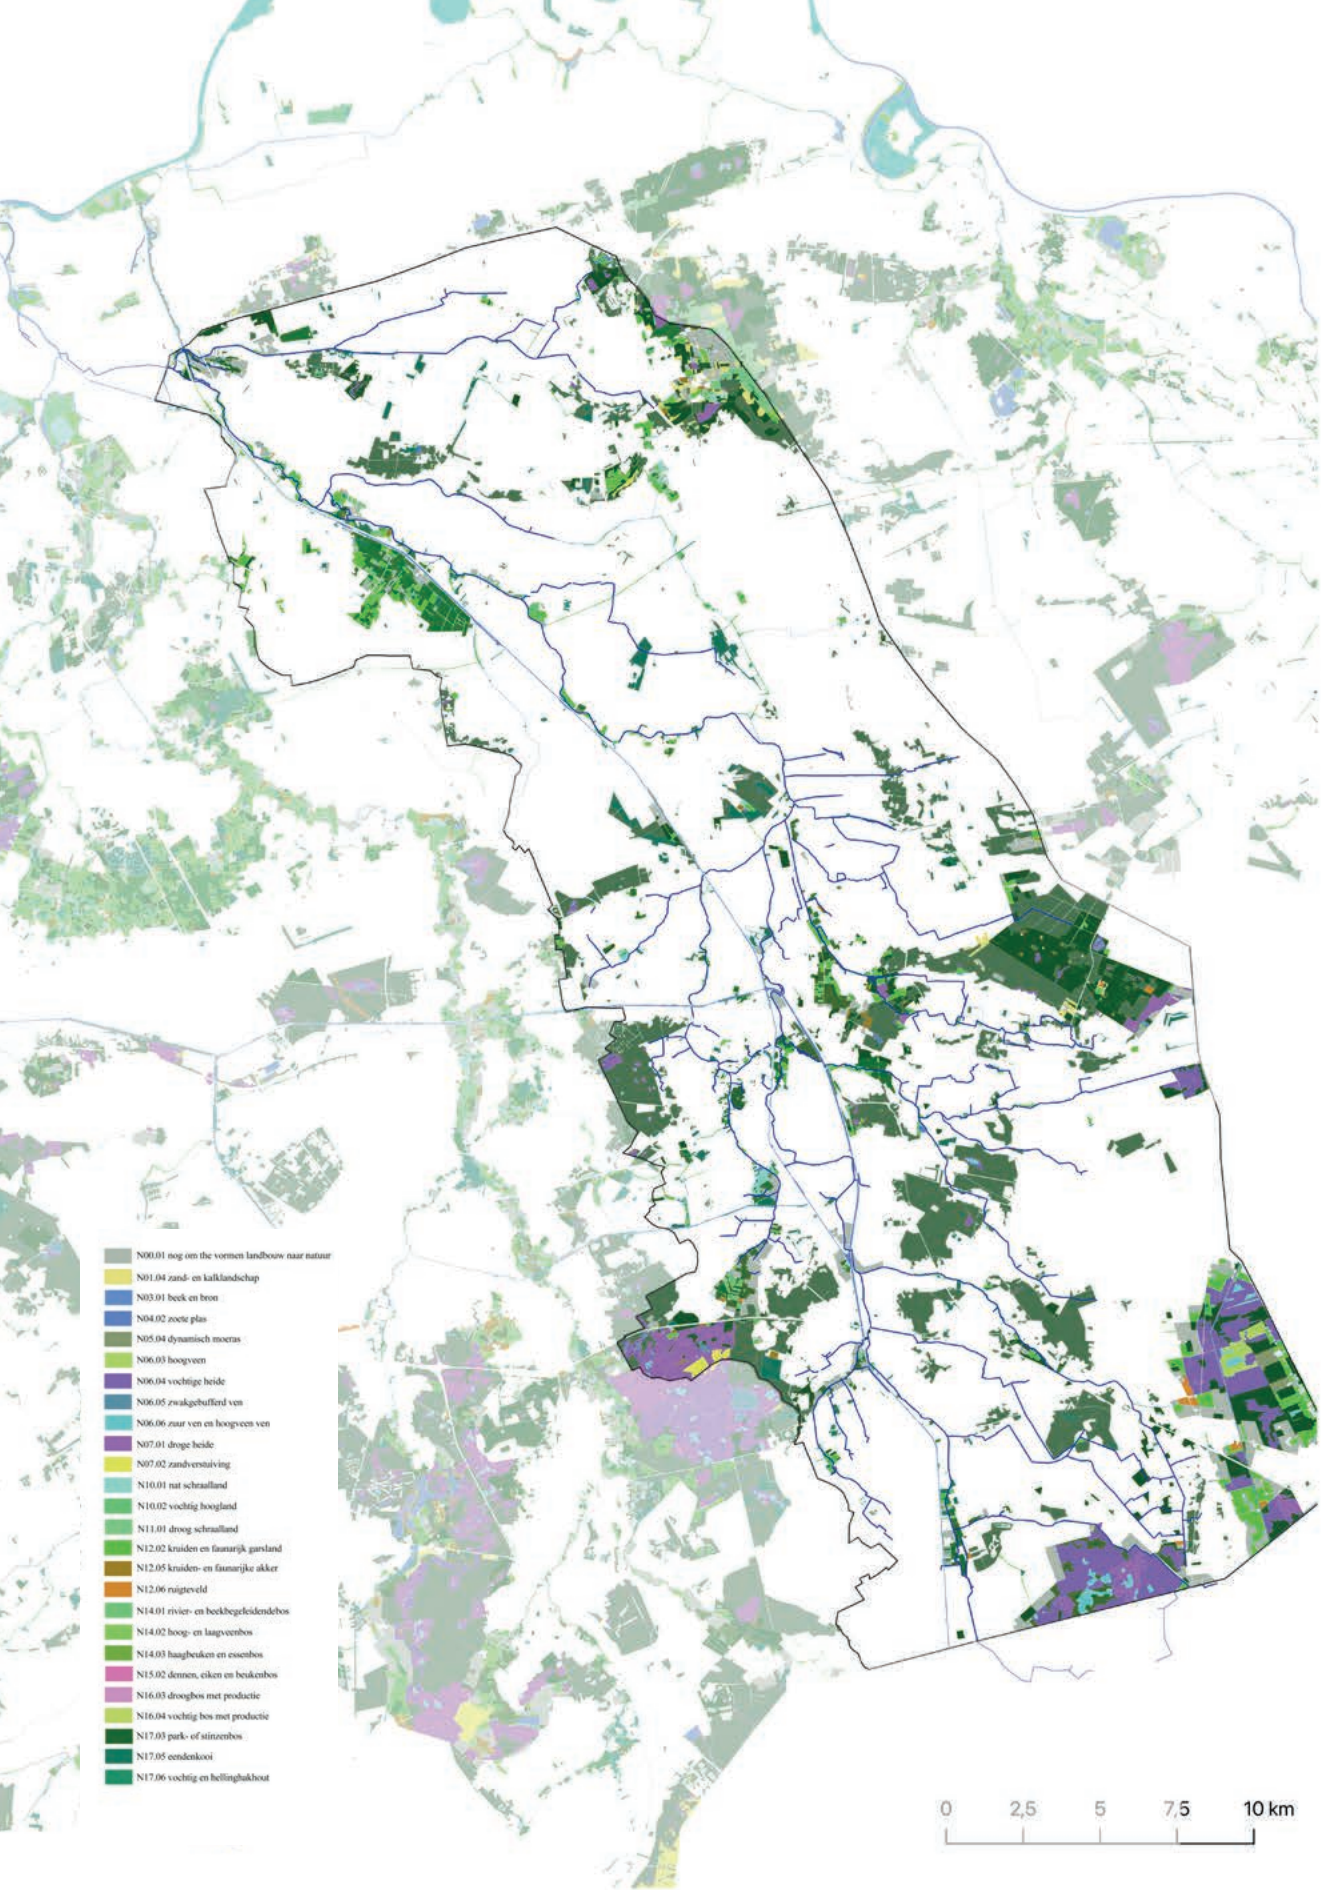 N00.01 nog om the vormen landbouw naar natuur
N01.04 zand- en kalklandschap
N03.01 beek en bron
N04.02 zoete plas
N05.04 dynamisch moeras
N06.03 hoogveen
N06.04 vochtige heide
N06.05 zwakgebufferd ven
N06.06 zuur ven en hoogveen ven
N07.01 droge heide
N07.02 zandverstuiving
N10.01 nat schraalland
N10.02 vochtig hoogland
N11.01 droog schraalland
N12.02 kruiden en faunarijk garsland
N12.05 kruiden- en faunarijke akker
N12.06 ruigteveld
N14.01 rivier- en beekbegeleidendebos
N14.02 hoog- en laagveenbos
N14.03 haagbeuken en essenbos
N15.02 dennen, eiken en beukenbos
N16.03 droogbos met productie
N16.04 vochtig bos met productie
N17.03 park- of stinzenbos
N17.05 eendenkooi
N17.06 vochtig en hellinghakhout
0 2,5 5 7,5 10 km